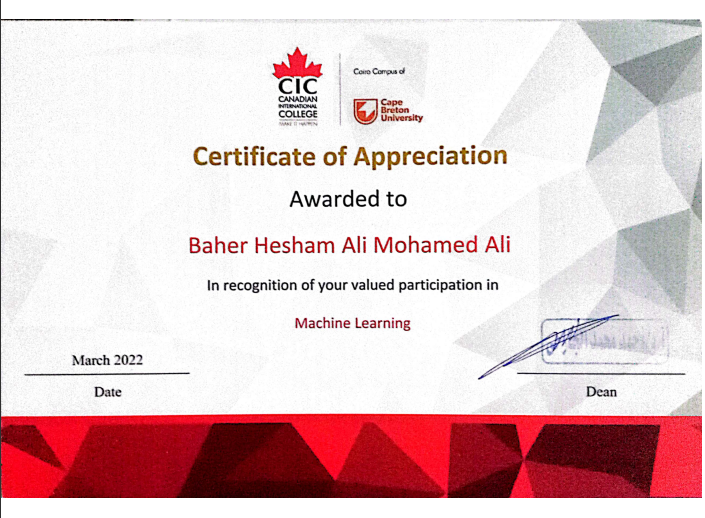 CIC
CANADIAN
INTERNATIONAL
COLLEGE
MAKE IT HAPPEN
Cairo Campus of
Cape
Breton
University
Certificate of Appreciation
Awarded to
Baher Hesham Ali Mohamed Ali
In recognition of your valued participation in
Machine Learning
March 2022
Date
Dean